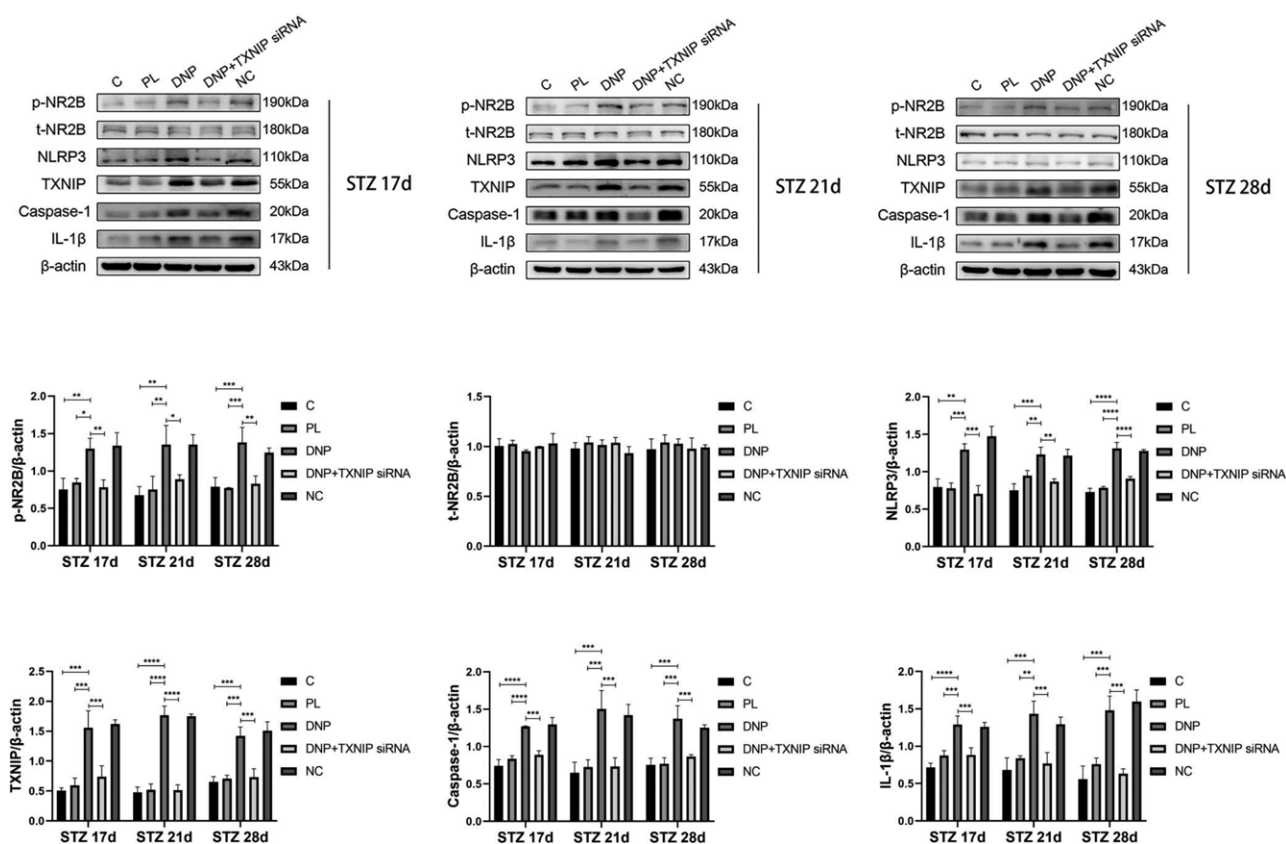 C PL DNP DNP+TXNIP siRNA NC
p-NR2B 190kDa
t-NR2B 180kDa
NLRP3 110kDa
TXNIP 55kDa
Caspase-1 20kDa
IL-1β 17kDa
β-actin 43kDa
STZ 17d
C PL DNP DNP+TXNIP siRNA NC
p-NR2B 190kDa
t-NR2B 180kDa
NLRP3 110kDa
TXNIP 55kDa
Caspase-1 20kDa
IL-1β 17kDa
β-actin 43kDa
STZ 21d
C PL DNP DNP+TXNIP siRNA NC
p-NR2B 190kDa
t-NR2B 180kDa
NLRP3 110kDa
TXNIP 55kDa
Caspase-1 20kDa
IL-1β 17kDa
β-actin 43kDa
STZ 28d
p-NR2B/β-actin
2.0
1.5
1.0
0.5
0.0
** * **
** ** *
*** *** **
STZ 17d STZ 21d STZ 28d
C
PL
DNP
DNP+TXNIP siRNA
NC
t-NR2B/β-actin
1.5
1.0
0.5
0.0
STZ 17d STZ 21d STZ 28d
C
PL
DNP
DNP+TXNIP siRNA
NC
NLRP3/β-actin
2.0
1.5
1.0
0.5
0.0
** *** ***
*** ** **
**** **** ****
STZ 17d STZ 21d STZ 28d
C
PL
DNP
DNP+TXNIP siRNA
NC
TXNIP/β-actin
2.5
2.0
1.5
1.0
0.5
0.0
*** *** ***
**** **** ****
*** *** ***
STZ 17d STZ 21d STZ 28d
C
PL
DNP
DNP+TXNIP siRNA
NC
Caspase-1/β-actin
2.0
1.5
1.0
0.5
0.0
**** **** ***
*** *** ***
*** *** ***
STZ 17d STZ 21d STZ 28d
C
PL
DNP
DNP+TXNIP siRNA
NC
IL-1β/β-actin
2.0
1.5
1.0
0.5
0.0
**** *** ***
*** ** ***
*** *** ***
STZ 17d STZ 21d STZ 28d
C
PL
DNP
DNP+TXNIP siRNA
NC